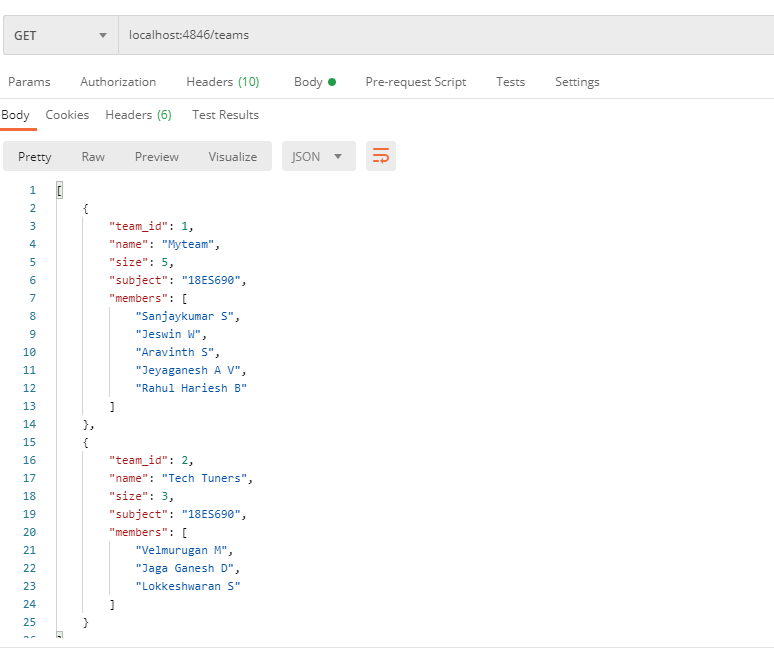 GET localhost:4846/teams
Params Authorization Headers (10) Body Pre-request Script Tests Settings
Body Cookies Headers (6) Test Results
Pretty Raw Preview Visualize JSON
1 [
2 {
3 "team_id": 1,
4 "name": "Myteam",
5 "size": 5,
6 "subject": "18ES690",
7 "members": [
8 "Sanjaykumar S",
9 "Jeswin W",
10 "Aravinth S",
11 "Jeyaganesh A V",
12 "Rahul Hariesh B"
13 ]
14 },
15 {
16 "team_id": 2,
17 "name": "Tech Tuners",
18 "size": 3,
19 "subject": "18ES690",
20 "members": [
21 "Velmurugan M",
22 "Jaga Ganesh D",
23 "Lokkeshwaran S"
24 ]
25 }
26 ]